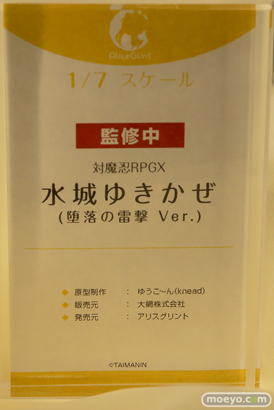 AliceGlint
1/7 スケール
監修中
対魔忍RPGX
水城ゆきかぜ
(堕落の雷撃 Ver.)
◆ 原型制作 : ゆうこ〜ん(knead)
◆ 販売元 : 大網株式会社
◆ 発売元 : アリスグリント
©TAIMANIN
moeyo.com